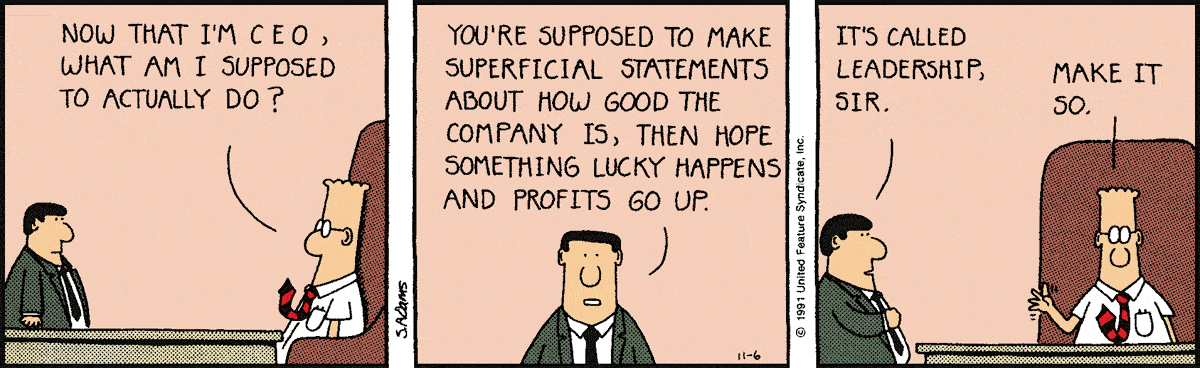 NOW THAT I'M C E O,
WHAT AM I SUPPOSED
TO ACTUALLY DO?
S.ADAMS
YOU'RE SUPPOSED TO MAKE
SUPERFICIAL STATEMENTS
ABOUT HOW GOOD THE
COMPANY IS, THEN HOPE
SOMETHING LUCKY HAPPENS
AND PROFITS GO UP.
11-6
© 1991 United Feature Syndicate, Inc.
IT'S CALLED
LEADERSHIP,
SIR.
MAKE IT
SO.